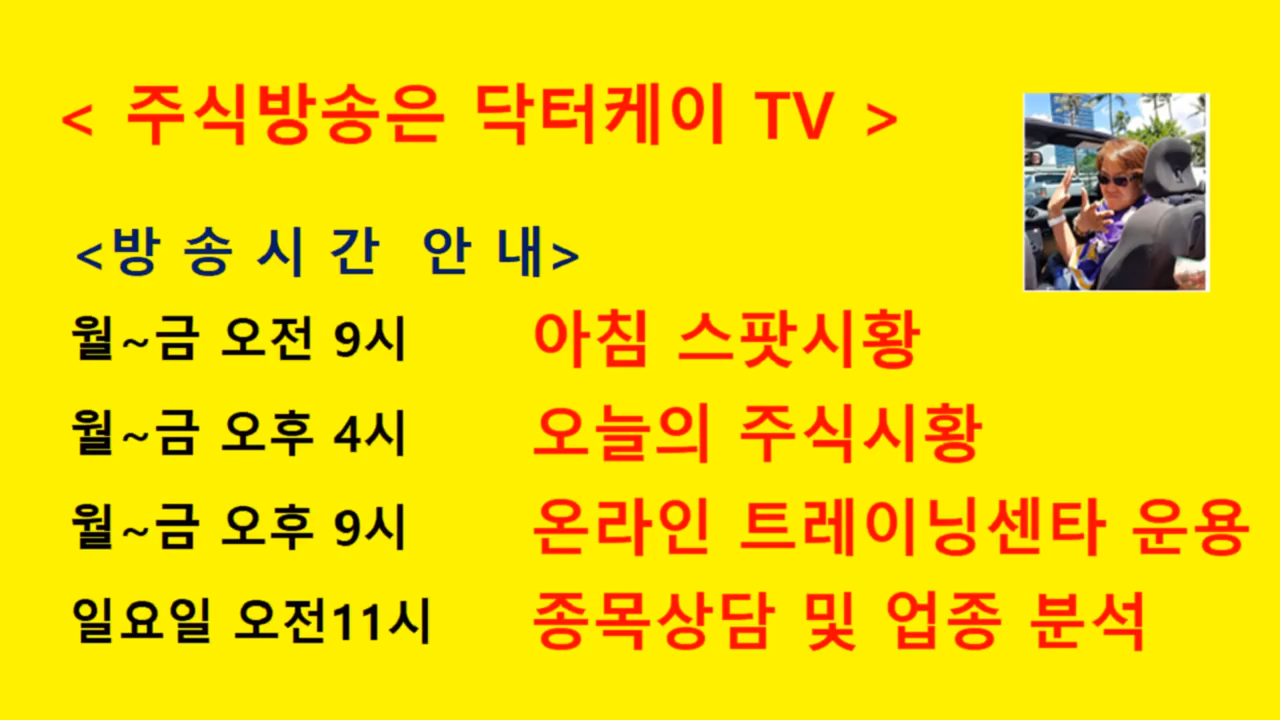 < 주식방송은 닥터케이 TV >
<방 송 시 간 안 내>
월~금 오전 9시 아침 스팟시황
월~금 오후 4시 오늘의 주식시황
월~금 오후 9시 온라인 트레이닝센타 운용
일요일 오전11시 종목상담 및 업종 분석